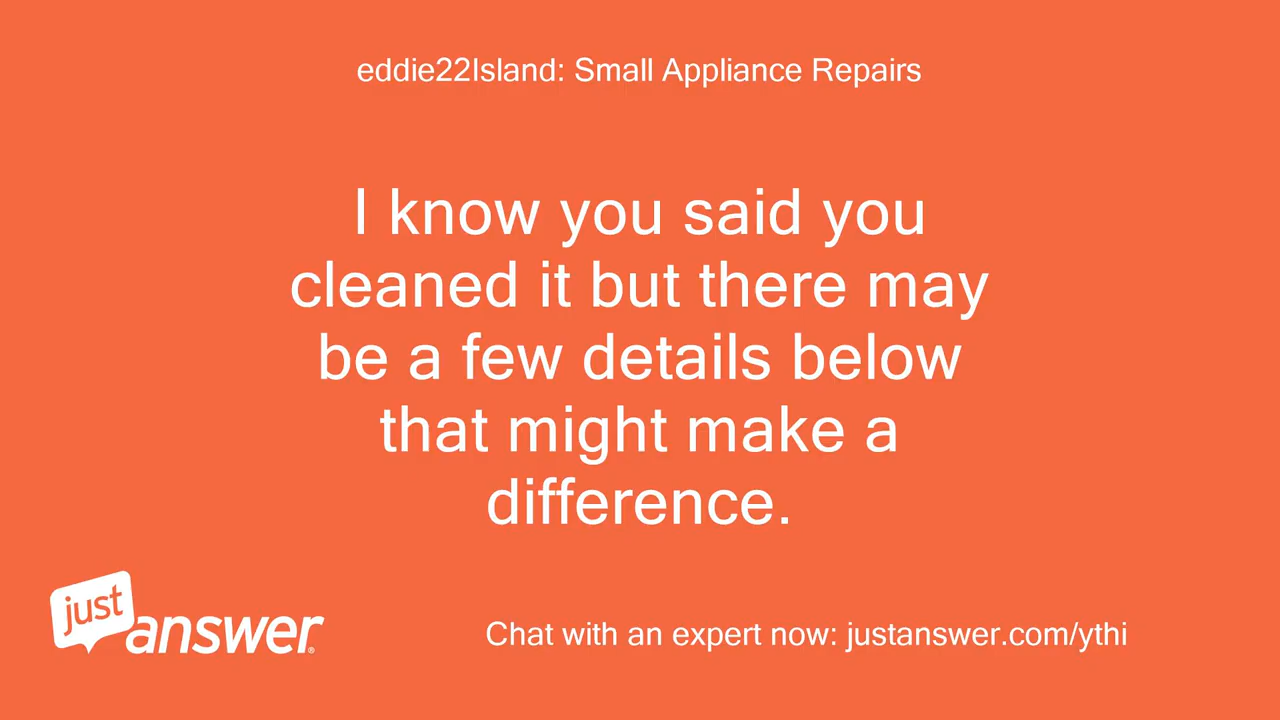 eddie22Island: Small Appliance Repairs
I know you said you
cleaned it but there may
be a few details below
that might make a
difference.
just
answer®
Chat with an expert now: justanswer.com/ythi